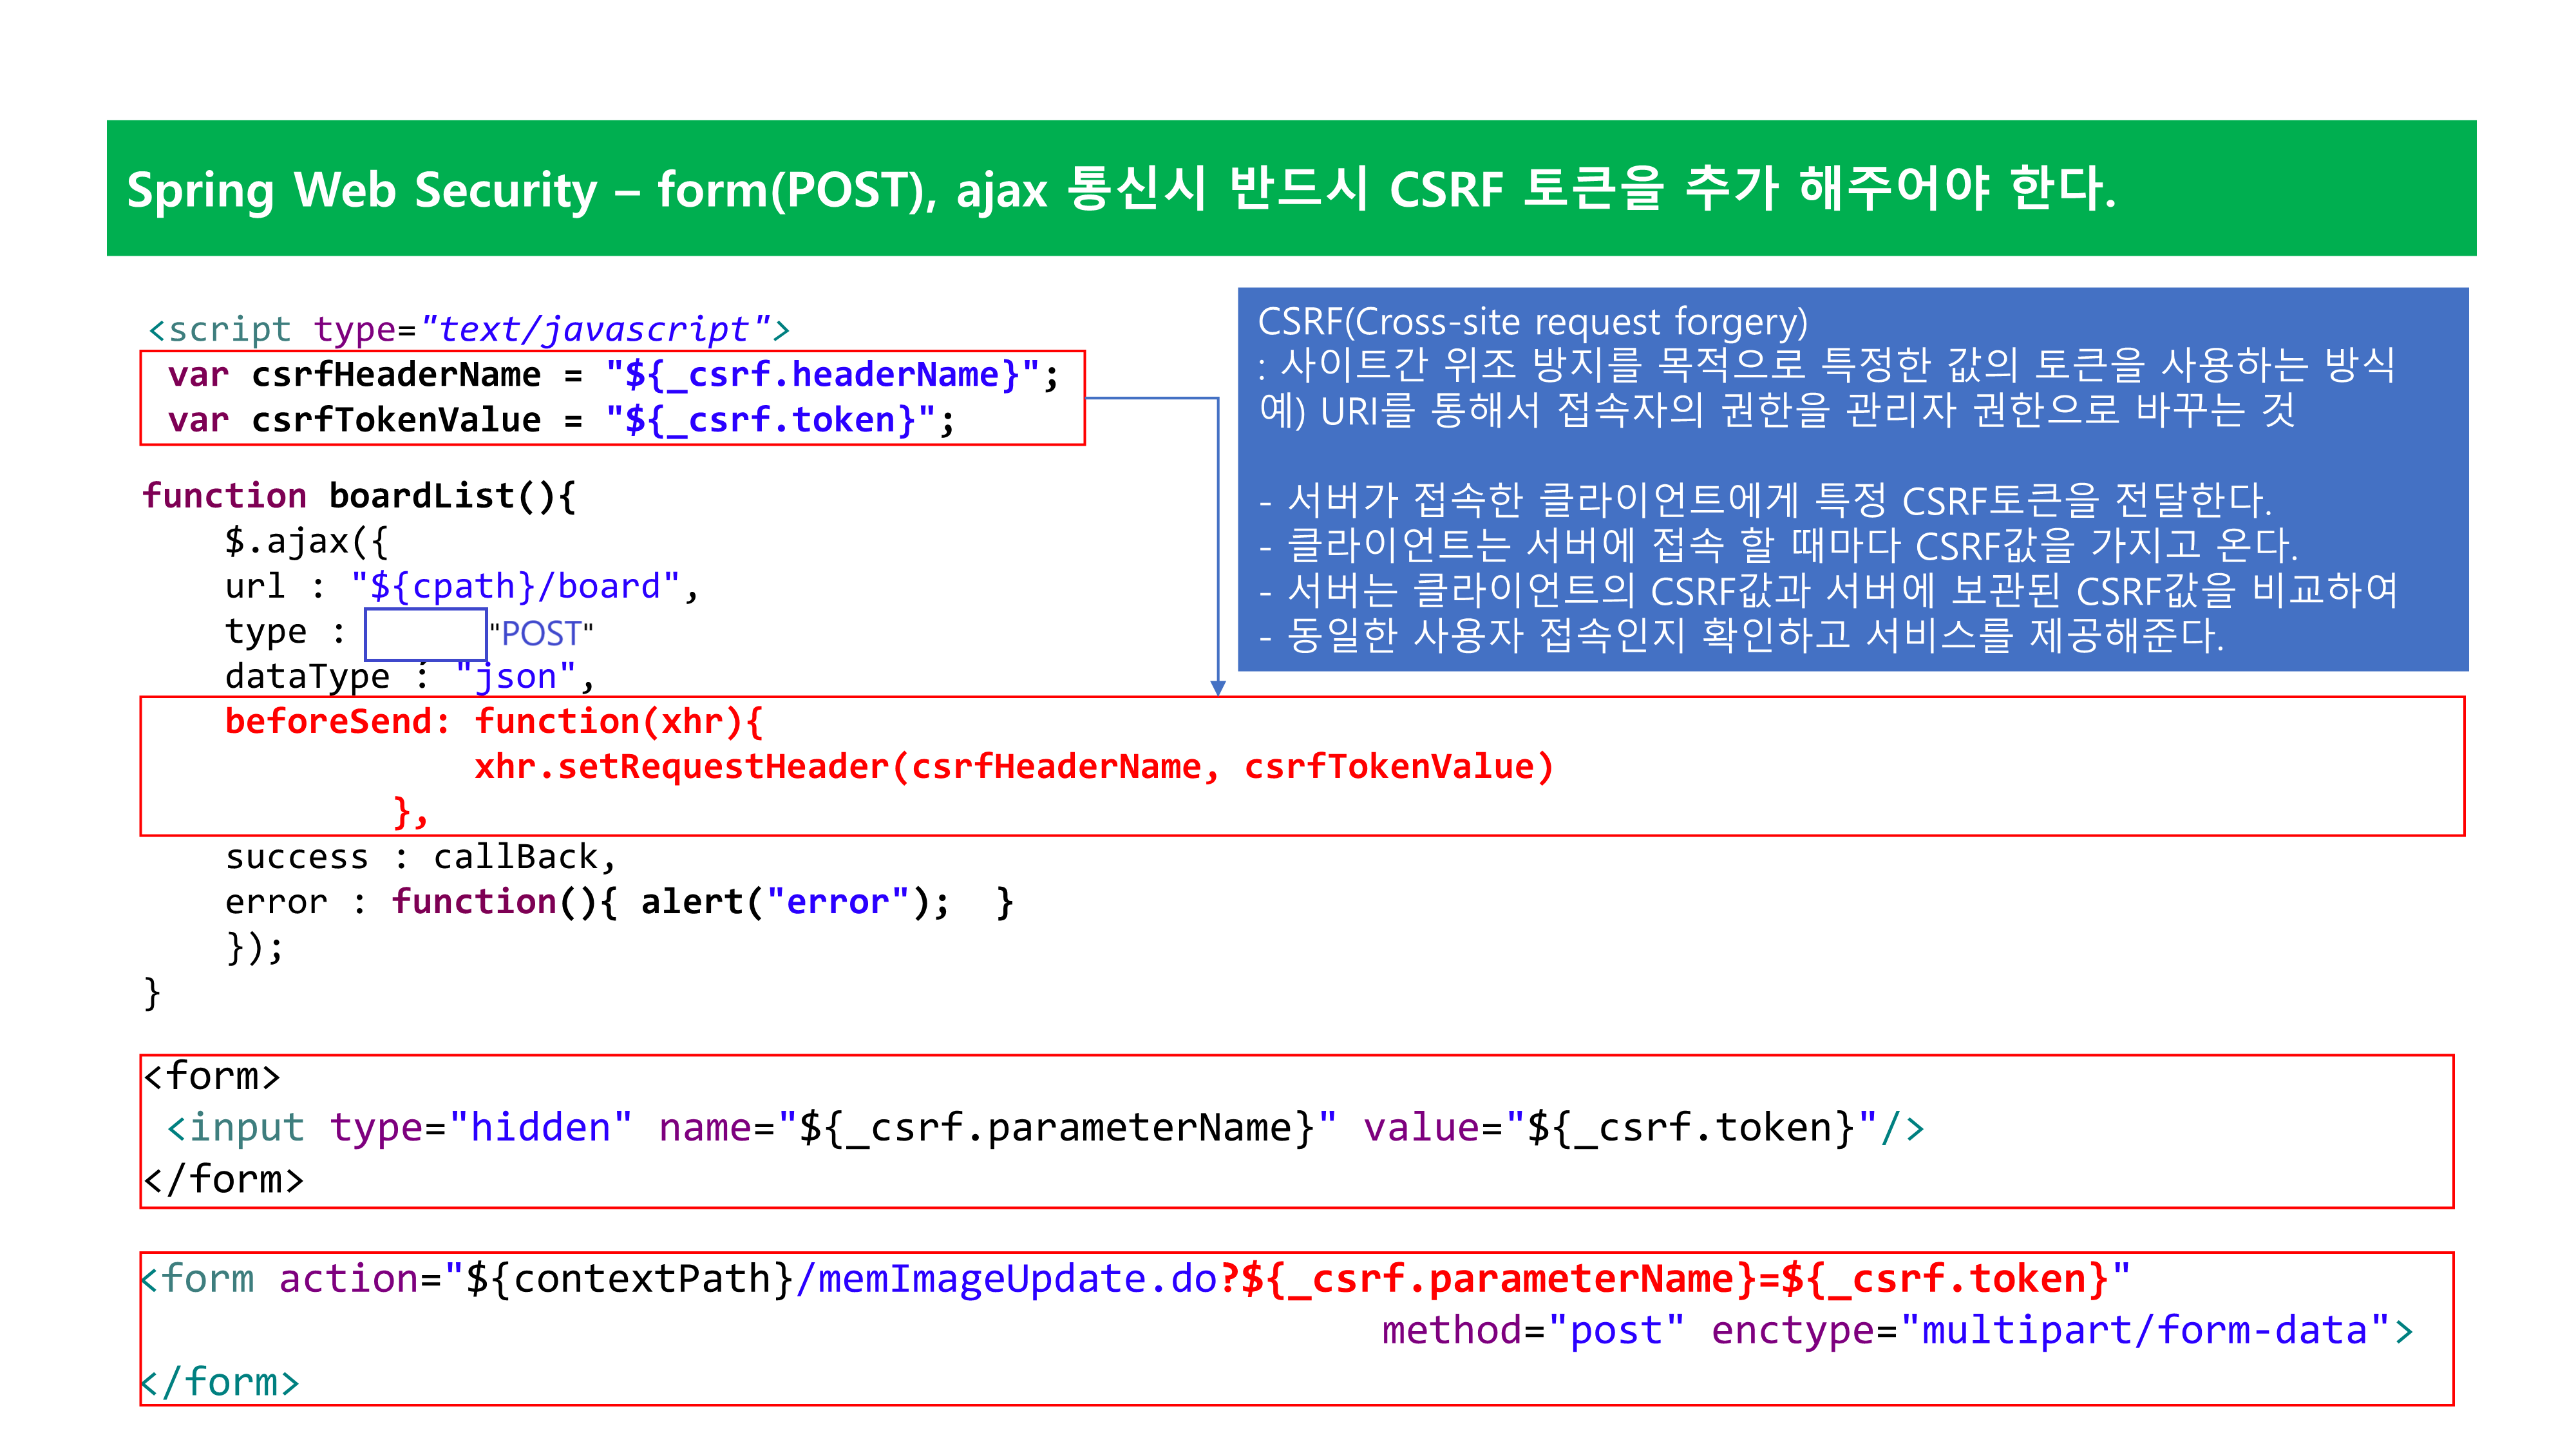 Spring Web Security – form(POST), ajax 통신시 반드시 CSRF 토큰을 추가 해주어야 한다.
<script type="text/javascript">
var csrfHeaderName = "${_csrf.headerName}";
var csrfTokenValue = "${_csrf.token}";
function boardList(){
$.ajax({
url : "${cpath}/board",
type : "POST"
dataType : "json",
beforeSend: function(xhr){
xhr.setRequestHeader(csrfHeaderName, csrfTokenValue)
},
success : callBack,
error : function(){ alert("error"); }
});
}
CSRF(Cross-site request forgery)
: 사이트간 위조 방지를 목적으로 특정한 값의 토큰을 사용하는 방식
예) URI를 통해서 접속자의 권한을 관리자 권한으로 바꾸는 것
- 서버가 접속한 클라이언트에게 특정 CSRF토큰을 전달한다.
- 클라이언트는 서버에 접속 할 때마다 CSRF값을 가지고 온다.
- 서버는 클라이언트의 CSRF값과 서버에 보관된 CSRF값을 비교하여
- 동일한 사용자 접속인지 확인하고 서비스를 제공해준다.
<form>
<input type="hidden" name="${_csrf.parameterName}" value="${_csrf.token}"/>
</form>
<form action="${contextPath}/memImageUpdate.do?${_csrf.parameterName}=${_csrf.token}"
method="post" enctype="multipart/form-data">
</form>